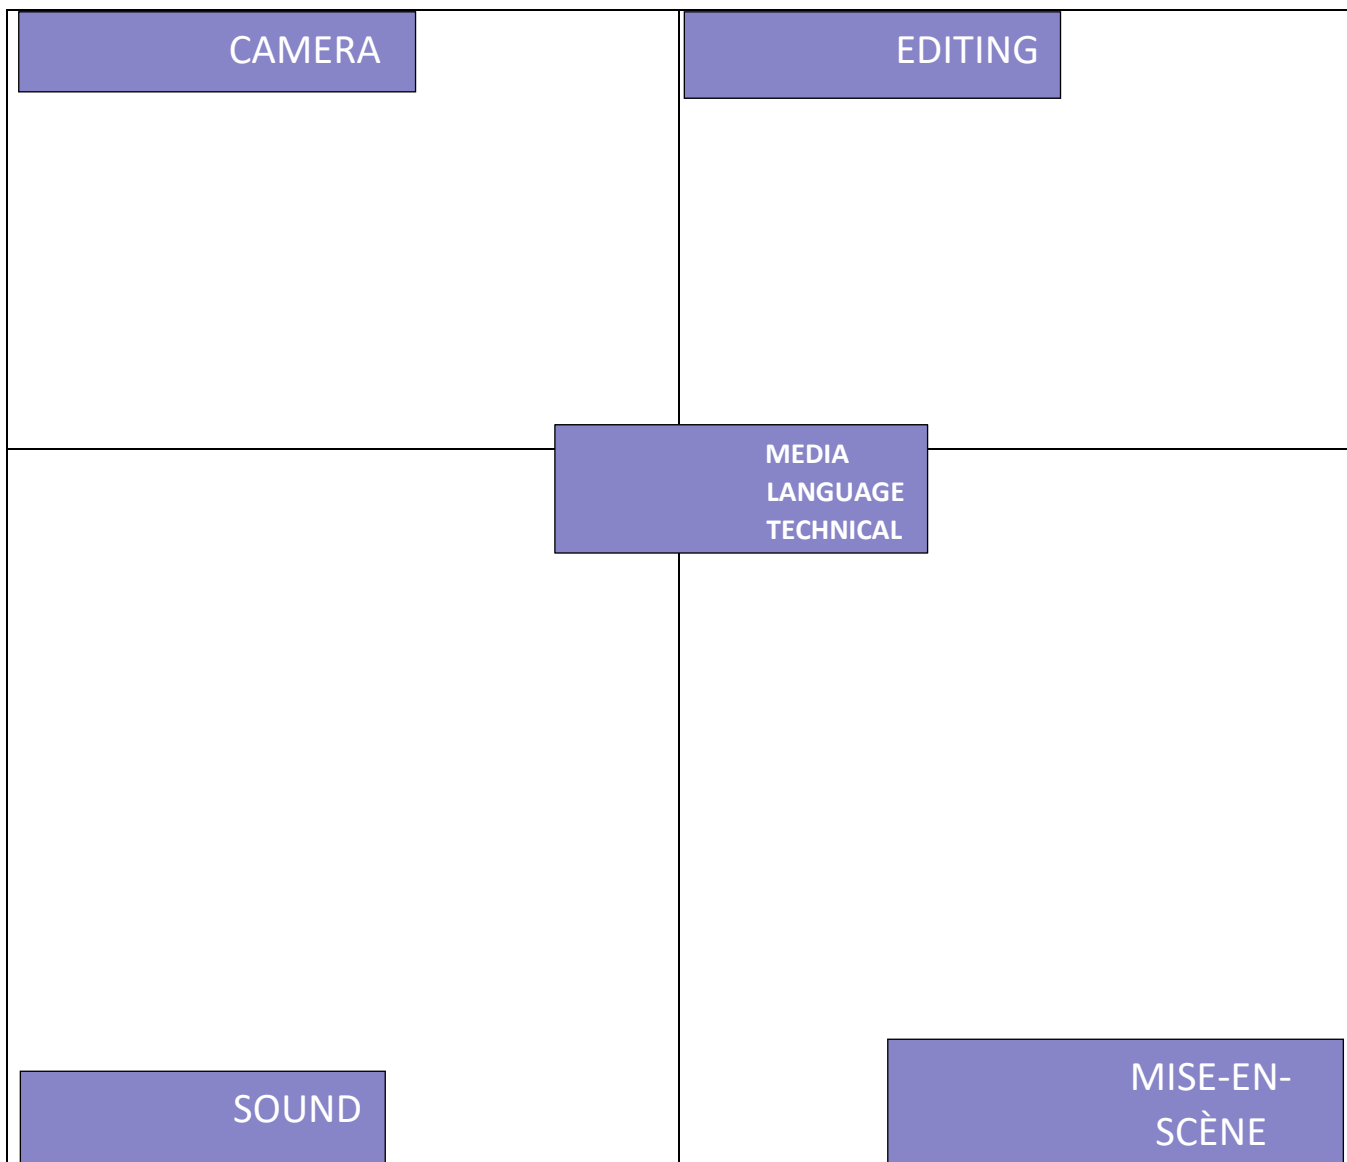 CAMERA
EDITING
MEDIA
LANGUAGE
TECHNICAL
SOUND
MISE-EN-
SCÈNE